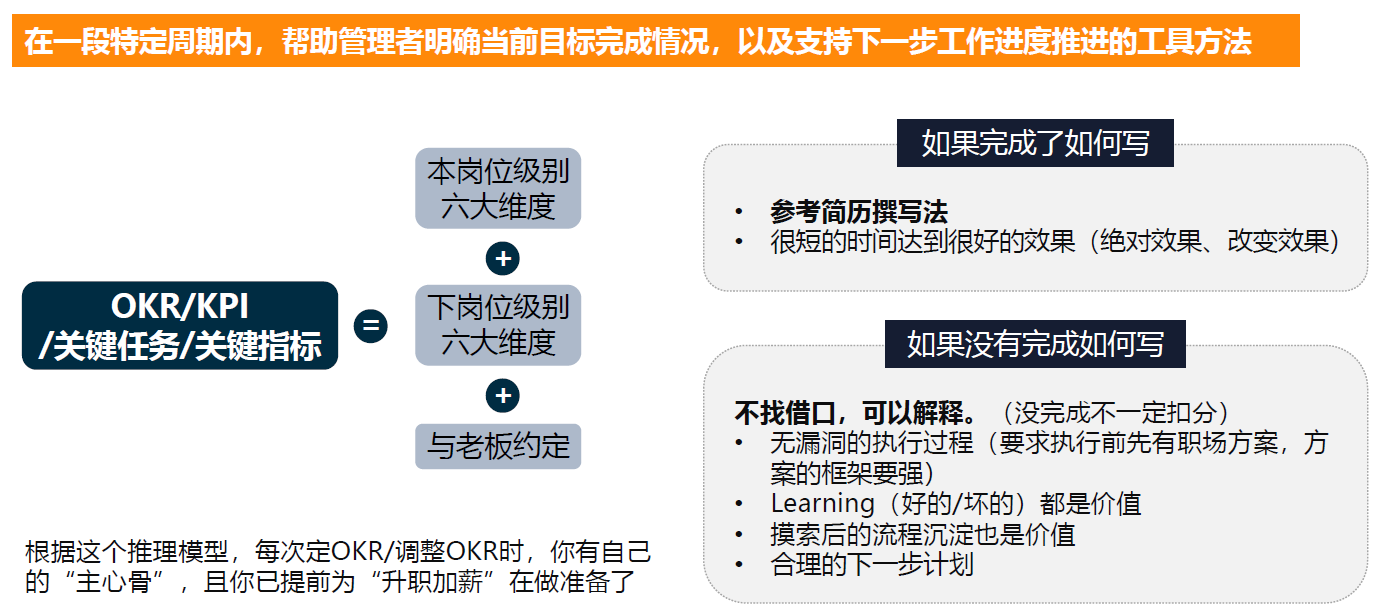 在一段特定周期内，帮助管理者明确当前目标完成情况，以及支持下一步工作进度推进的工具方法
OKR/KPI
/关键任务/关键指标
=
本岗位级别
六大维度
+
下岗位级别
六大维度
+
与老板约定
根据这个推理模型，每次定OKR/调整OKR时，你有自己
的“主心骨”，且你已提前为“升职加薪”在做准备了
如果完成了如何写
• 参考简历撰写法
• 很短的时间达到很好的效果（绝对效果、改变效果）
如果没有完成如何写
不找借口，可以解释。（没完成不一定扣分）
• 无漏洞的执行过程（要求执行前先有职场方案，方
案的框架要强）
• Learning（好的/坏的）都是价值
• 摸索后的流程沉淀也是价值
• 合理的下一步计划